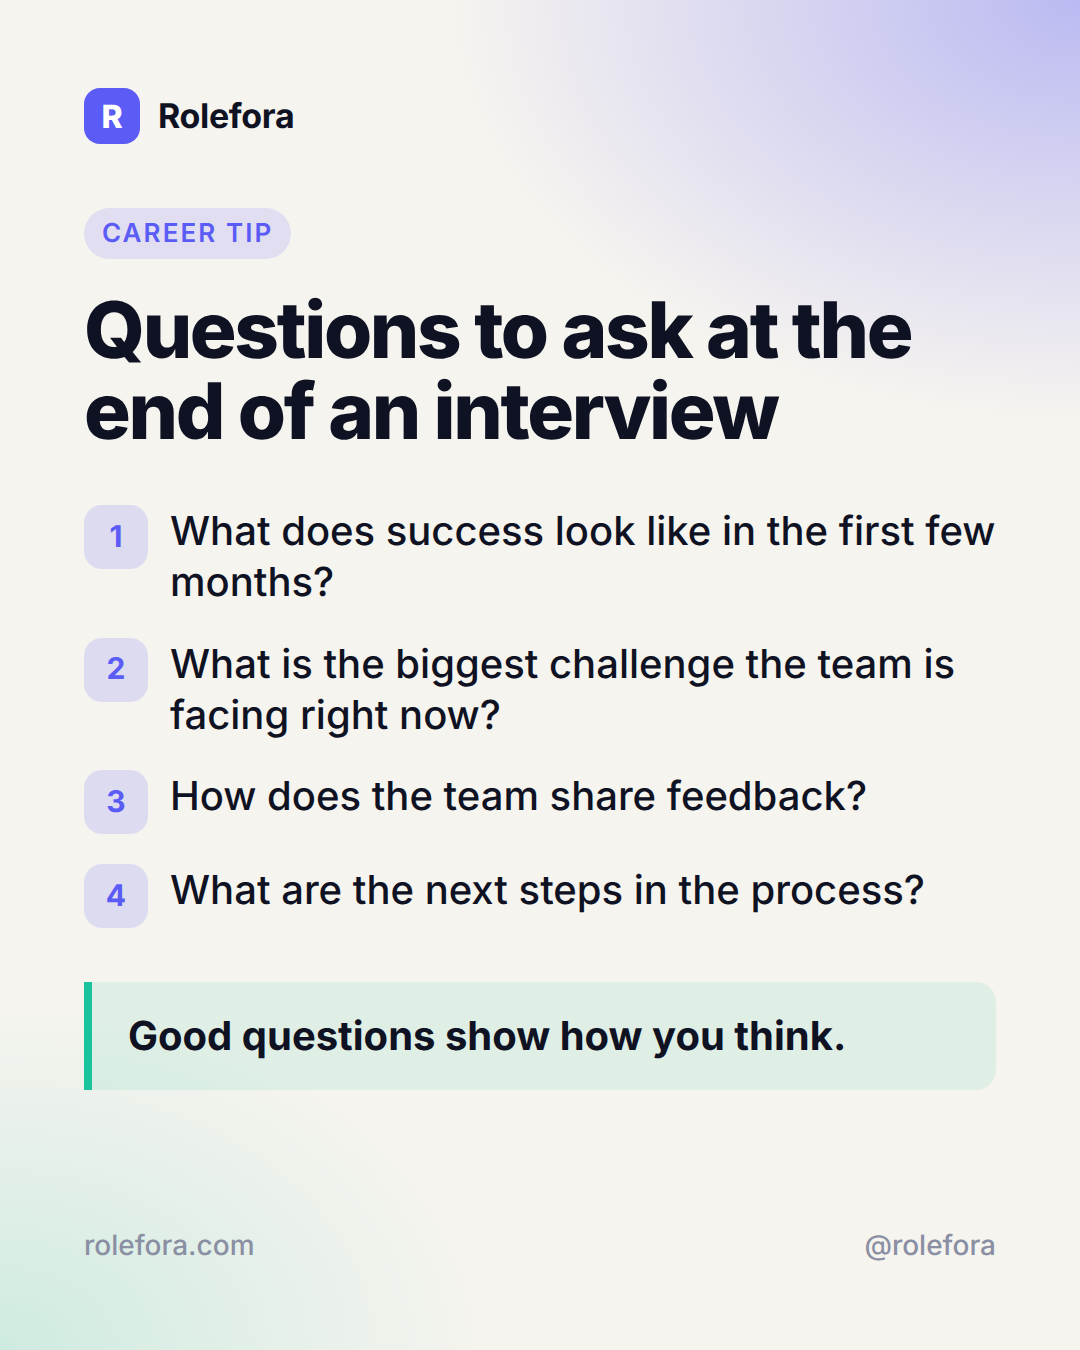 R Rolefora
CAREER TIP
Questions to ask at the
end of an interview
1 What does success look like in the first few
months?
2 What is the biggest challenge the team is
facing right now?
3 How does the team share feedback?
4 What are the next steps in the process?
Good questions show how you think.
rolefora.com @rolefora